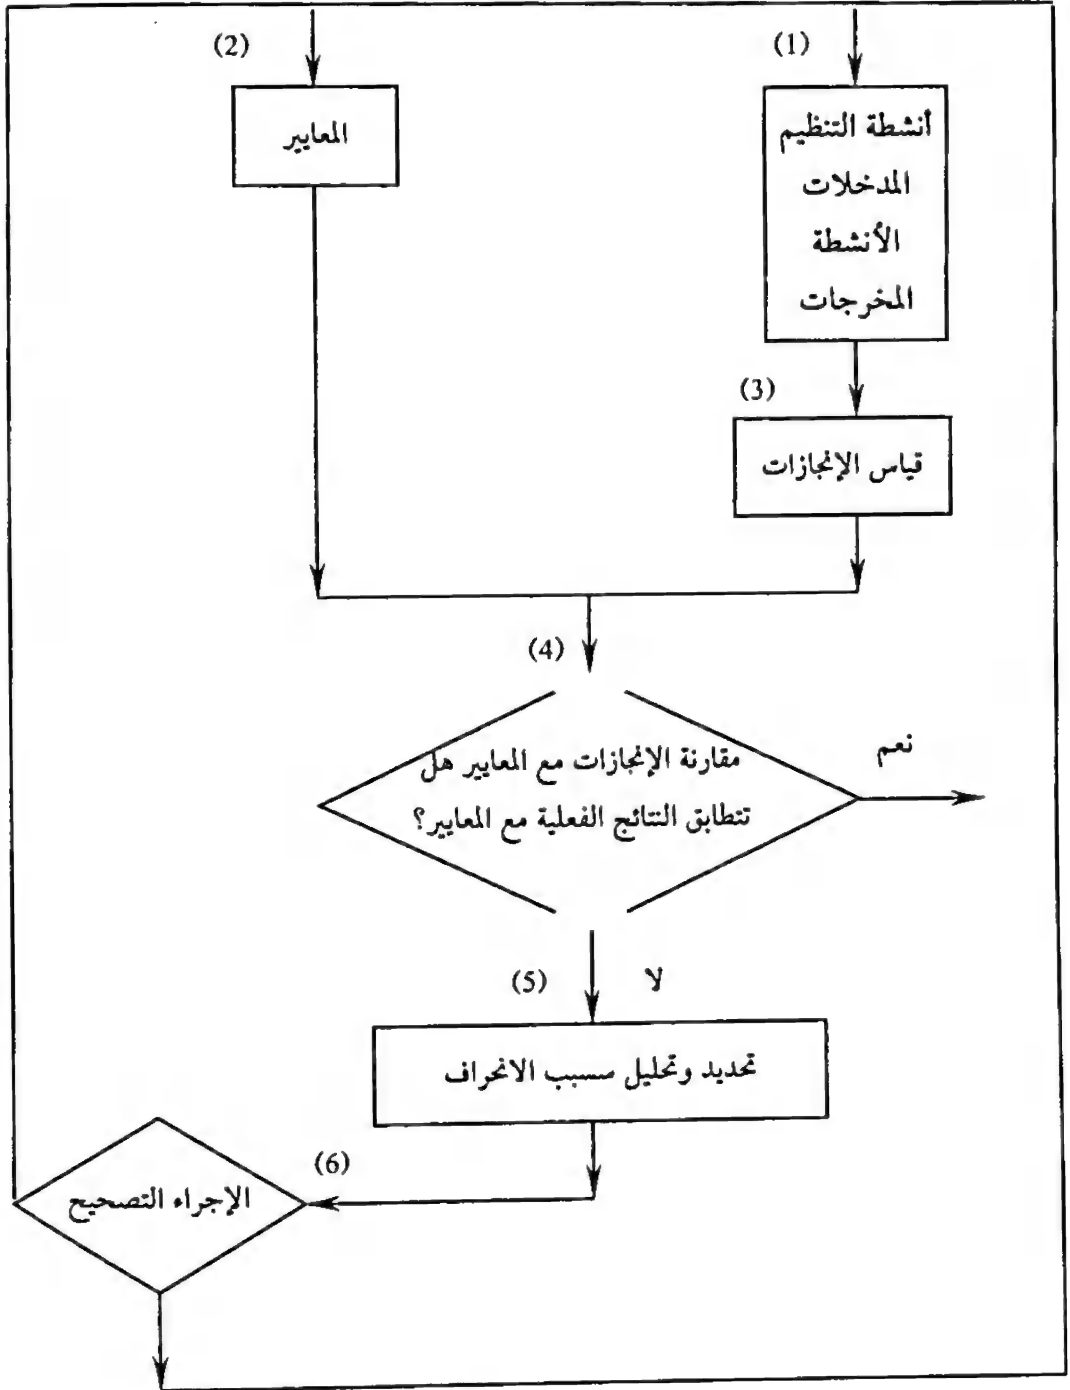 (1)
أنشطة التنظيم
المدخلات
الأنشطة
المخرجات
(2)
المعايير
(3)
قياس الإنجازات
(4)
مقارنة الإنجازات مع المعايير هل
تتطابق النتائج الفعلية مع المعايير؟
نعم
لا
(5)
تحديد وتحليل مسبب الانحراف
(6)
الإجراء التصحيح